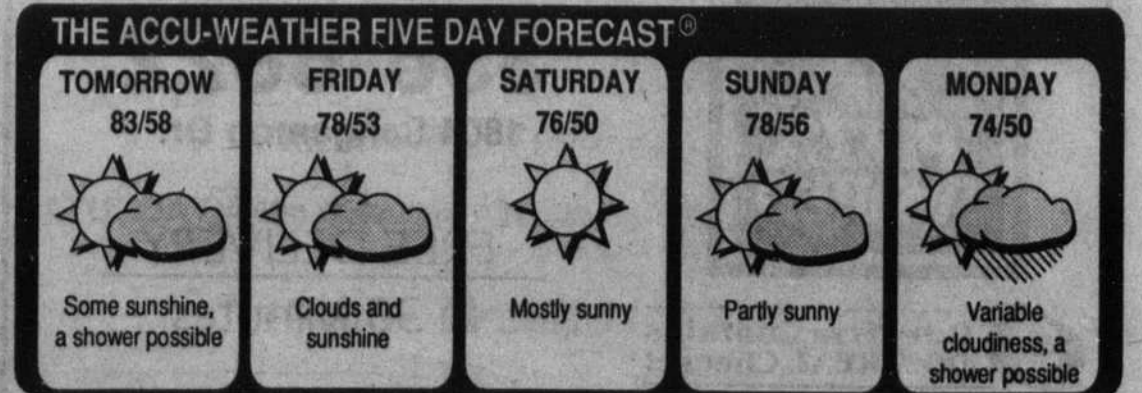 THE ACCU-WEATHER FIVE DAY FORECAST®
TOMORROW
83/58
Some sunshine,
a shower possible
FRIDAY
78/53
Clouds and
sunshine
SATURDAY
76/50
Mostly sunny
SUNDAY
78/56
Partly sunny
MONDAY
74/50
Variable
cloudiness, a
shower possible